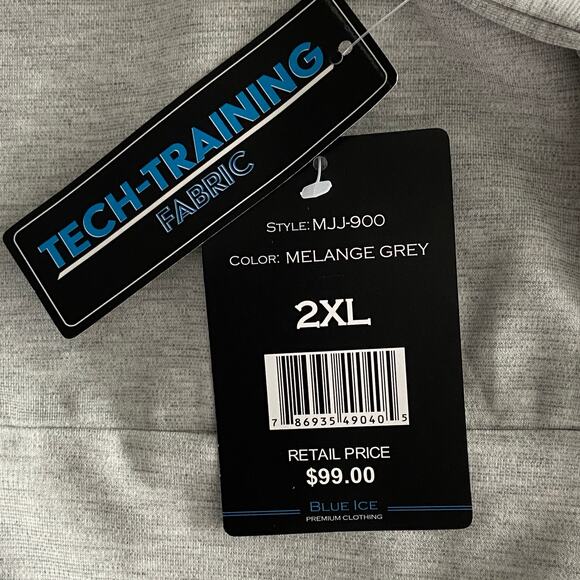 TECH-TRAINING
FABRIC
STYLE: MJJ-900
COLOR: MELANGE GREY
2XL
7 86935 49040 5
RETAIL PRICE
$99.00
BLUE ICE
PREMIUM CLOTHING